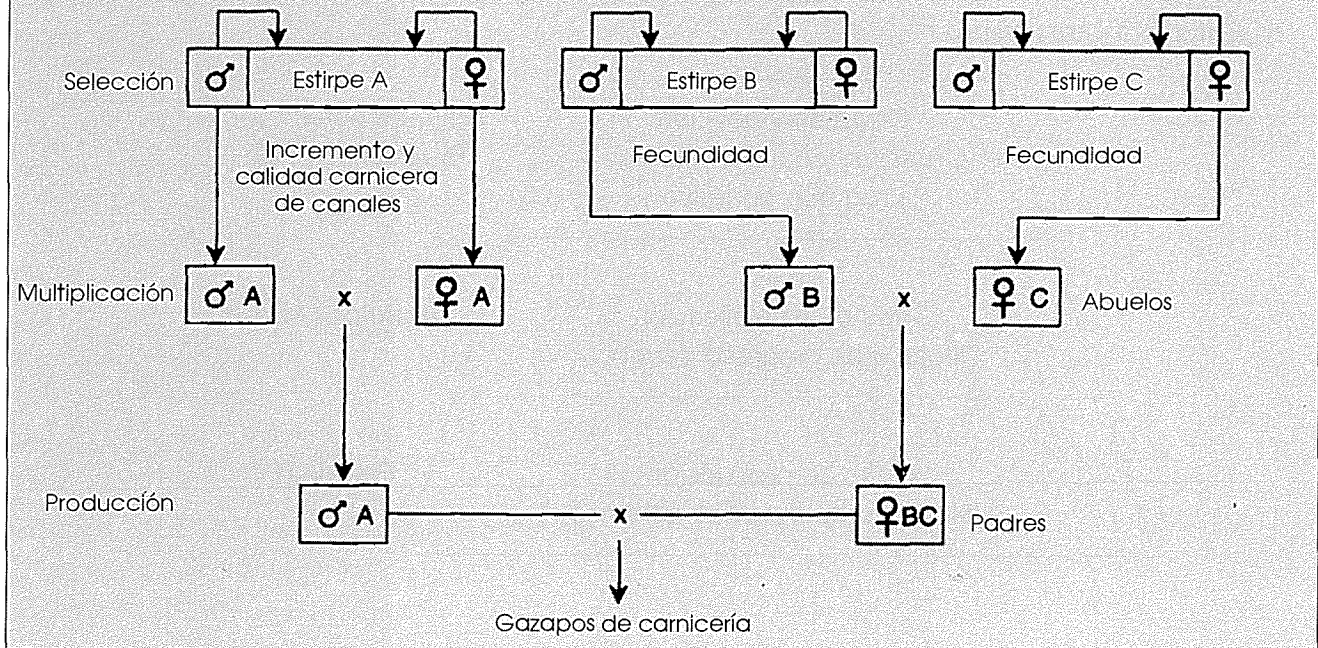 Selección ♂ Estirpe A ♀ ♂ Estirpe B ♀ ♂ Estirpe C ♀
Incremento y
calidad carnicera
de canales
Fecundidad
Fecundidad
Multiplicación ♂ A x ♀ A ♂ B x ♀ C Abuelos
Producción ♂ A x ♀ BC Padres
Gazapos de carnicería